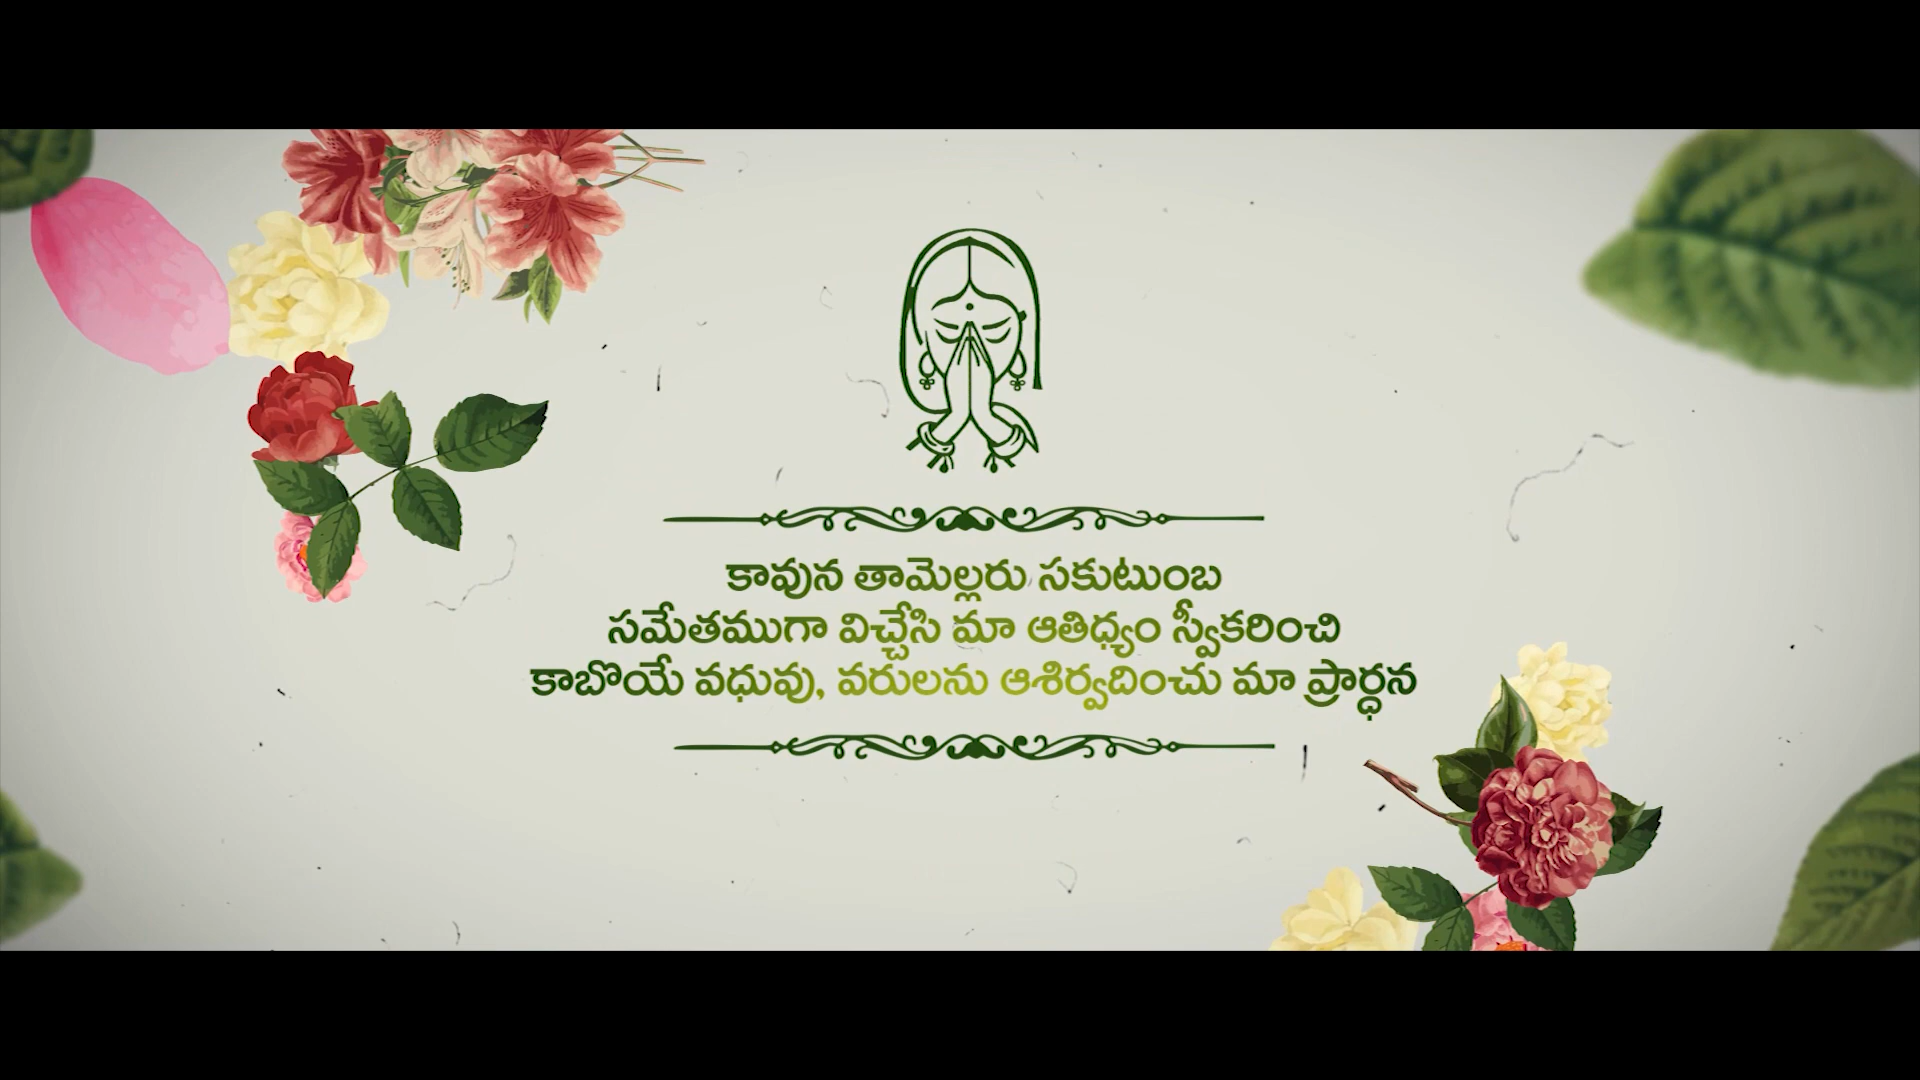 కావున తామెల్లరు సకుటుంబ
సమేతముగా విచ్చేసి మా ఆతిధ్యం స్వీకరించి
కాబొయే వధువు, వరులను ఆశిర్వదించు మా ప్రార్ధన